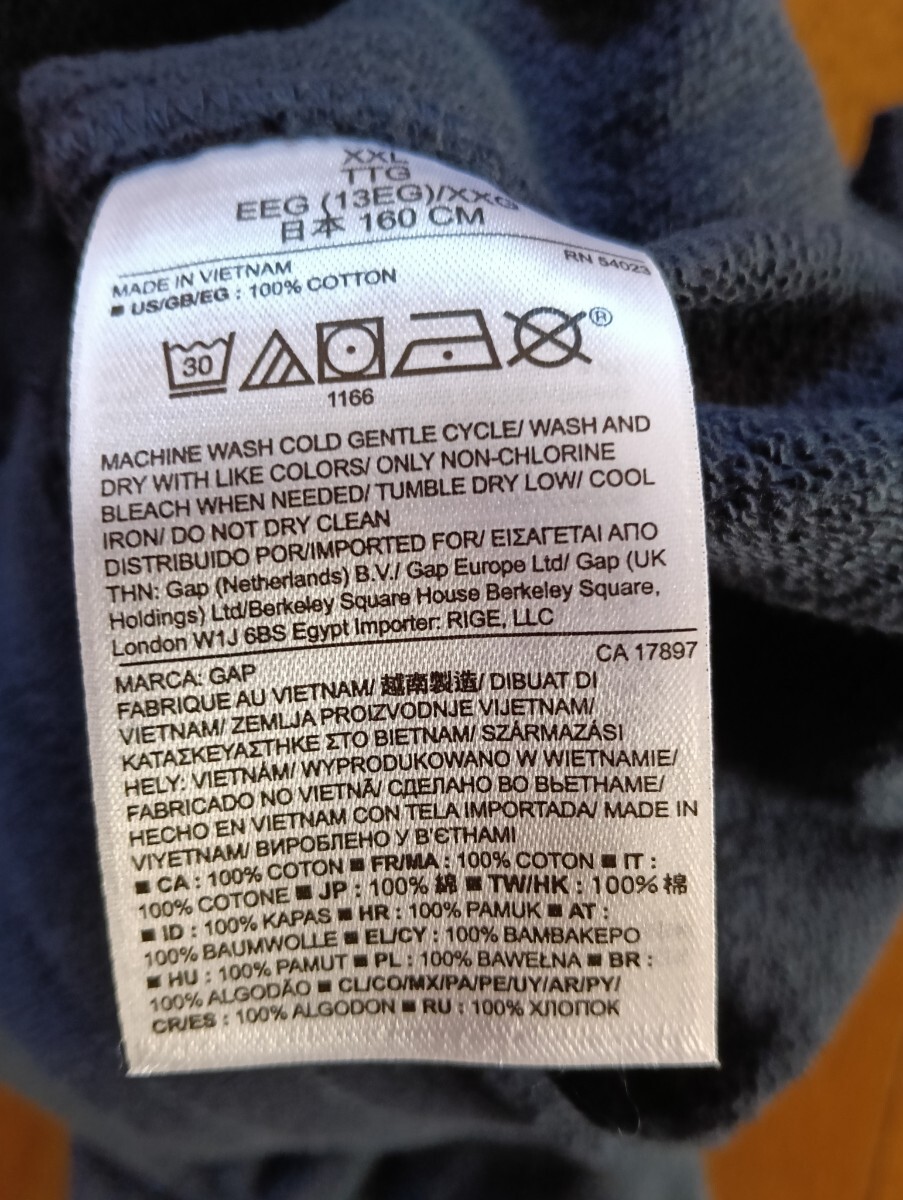 XXL
TTG
EEG (13EG)/XXG
日本 160 CM
RN 54023
MADE IN VIETNAM
■ US/GB/EG : 100% COTTON
30
®
1166
MACHINE WASH COLD GENTLE CYCLE/ WASH AND
DRY WITH LIKE COLORS/ ONLY NON-CHLORINE
BLEACH WHEN NEEDED/ TUMBLE DRY LOW/ COOL
IRON/ DO NOT DRY CLEAN
DISTRIBUIDO POR/IMPORTED FOR/ ΕΙΣΑΓΕΤΑΙ ΑΠΟ
ΤΗΝ: Gap (Netherlands) B.V./ Gap Europe Ltd/ Gap (UK
Holdings) Ltd/Berkeley Square House Berkeley Square,
London W1J 6BS Egypt Importer: RIGE, LLC
CA 17897
MARCA: GAP
FABRIQUE AU VIETNAM/ 越南製造/ DIBUAT DI
VIETNAM/ ZEMLJA PROIZVODNJE VIJETNAM/
ΚΑΤΑΣΚΕΥΑΣΤΗΚΕ ΣΤΟ ΒΙΕΤΝΑΜ/ SZÁRMAZÁSI
HELY: VIETNÁM/ WYPRODUKOWANO W WIETNAMIE/
FABRICADO NO VIETNÃ/ СДЕЛАНО ВО ВЬЕТНАМЕ/
HECHO EN VIETNAM CON TELA IMPORTADA/ MADE IN
VIYETNAM/ ВИРОБЛЕНО У В'ЄТНАМІ
■ CA : 100% COTON ■ FR/MA : 100% COTON ■ IT :
100% COTONE ■ JP : 100% 綿 ■ TW/HK : 100% 棉
■ ID : 100% KAPAS ■ HR : 100% PAMUK ■ AT :
100% BAUMWOLLE ■ EL/CY : 100% ΒΑΜΒΑΚΕΡΟ
■ HU : 100% PAMUT ■ PL : 100% BAWEŁNA ■ BR :
100% ALGODÃO ■ CL/CO/MX/PA/PE/UY/AR/PY/
CR/ES : 100% ALGODON ■ RU : 100% ХЛОПОК